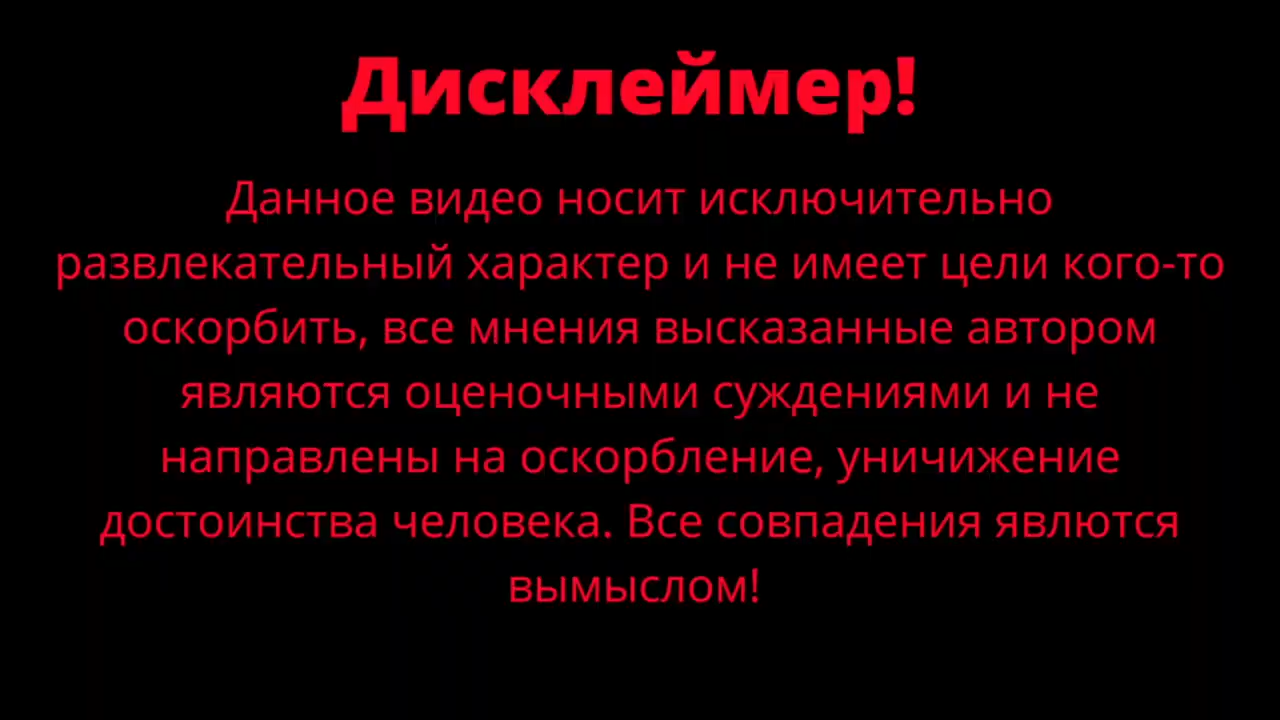 Дисклеймер!
Данное видео носит исключительно
развлекательный характер и не имеет цели кого-то
оскорбить, все мнения высказанные автором
являются оценочными суждениями и не
направлены на оскорбление, уничижение
достоинства человека. Все совпадения явлются
вымыслом!